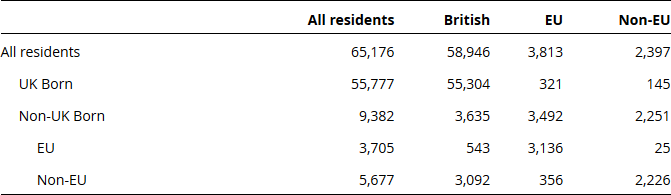 All residents British EU Non-EU
All residents 65,176 58,946 3,813 2,397
UK Born 55,777 55,304 321 145
Non-UK Born 9,382 3,635 3,492 2,251
EU 3,705 543 3,136 25
Non-EU 5,677 3,092 356 2,226